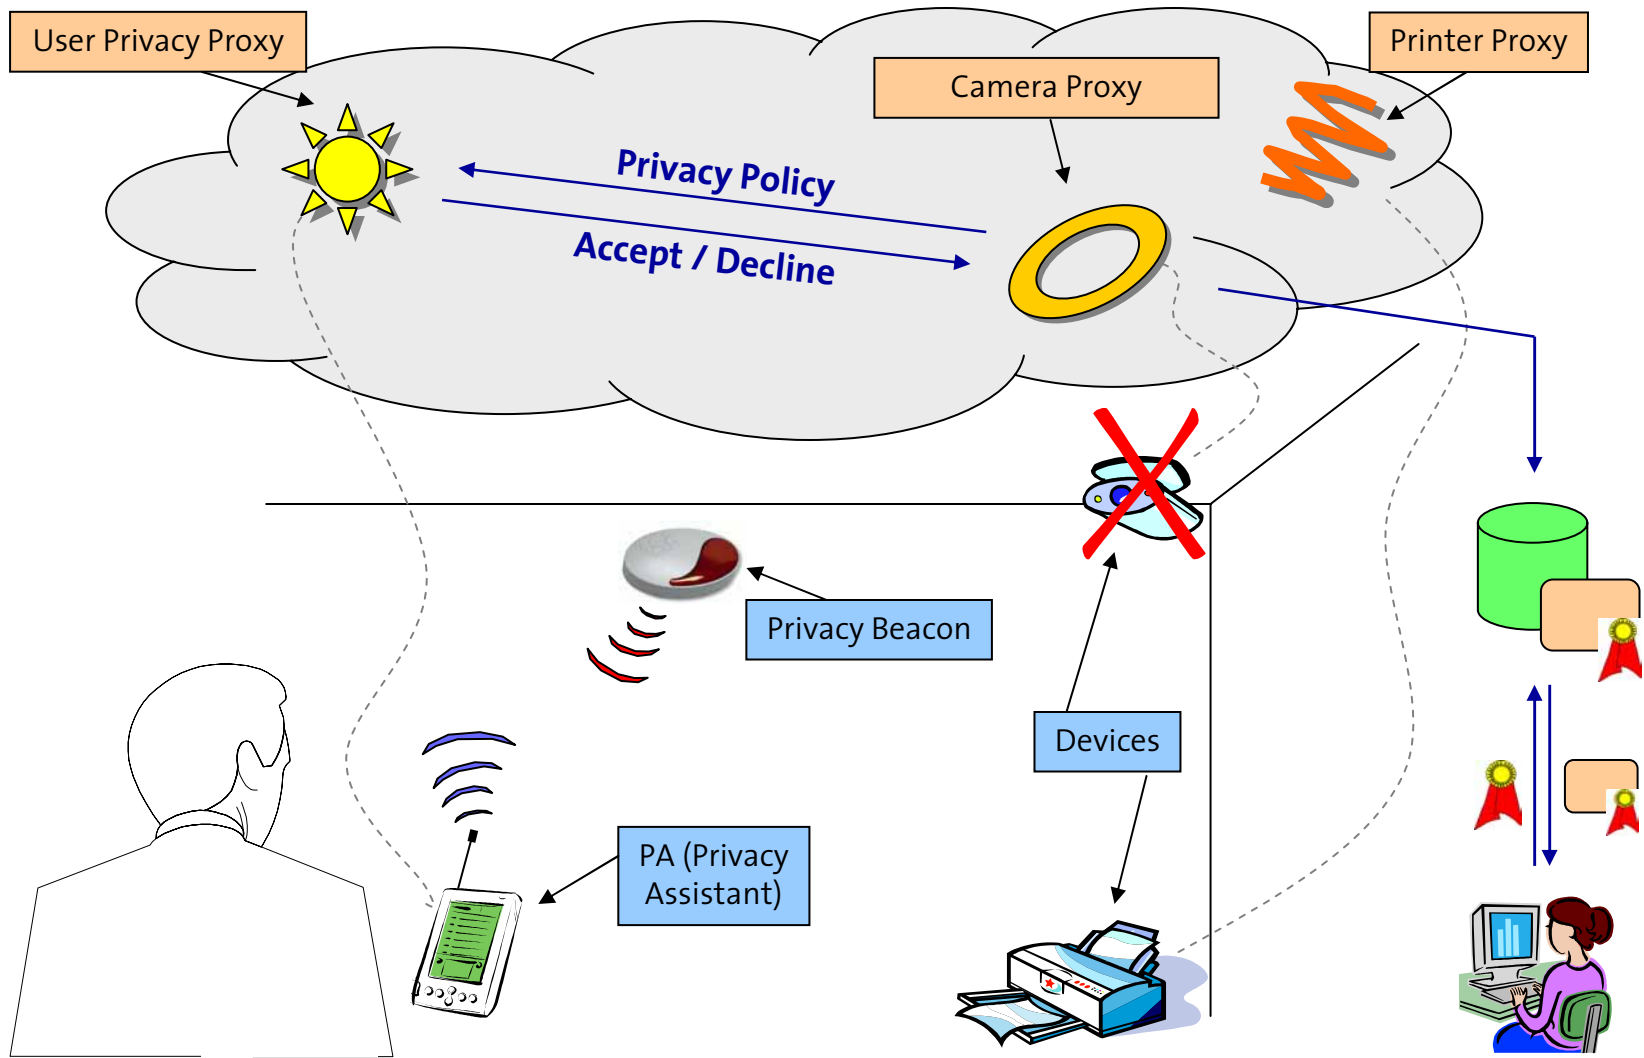 User Privacy Proxy
Printer Proxy
Camera Proxy
Privacy Policy
Accept / Decline
Privacy Beacon
Devices
PA (Privacy
Assistant)